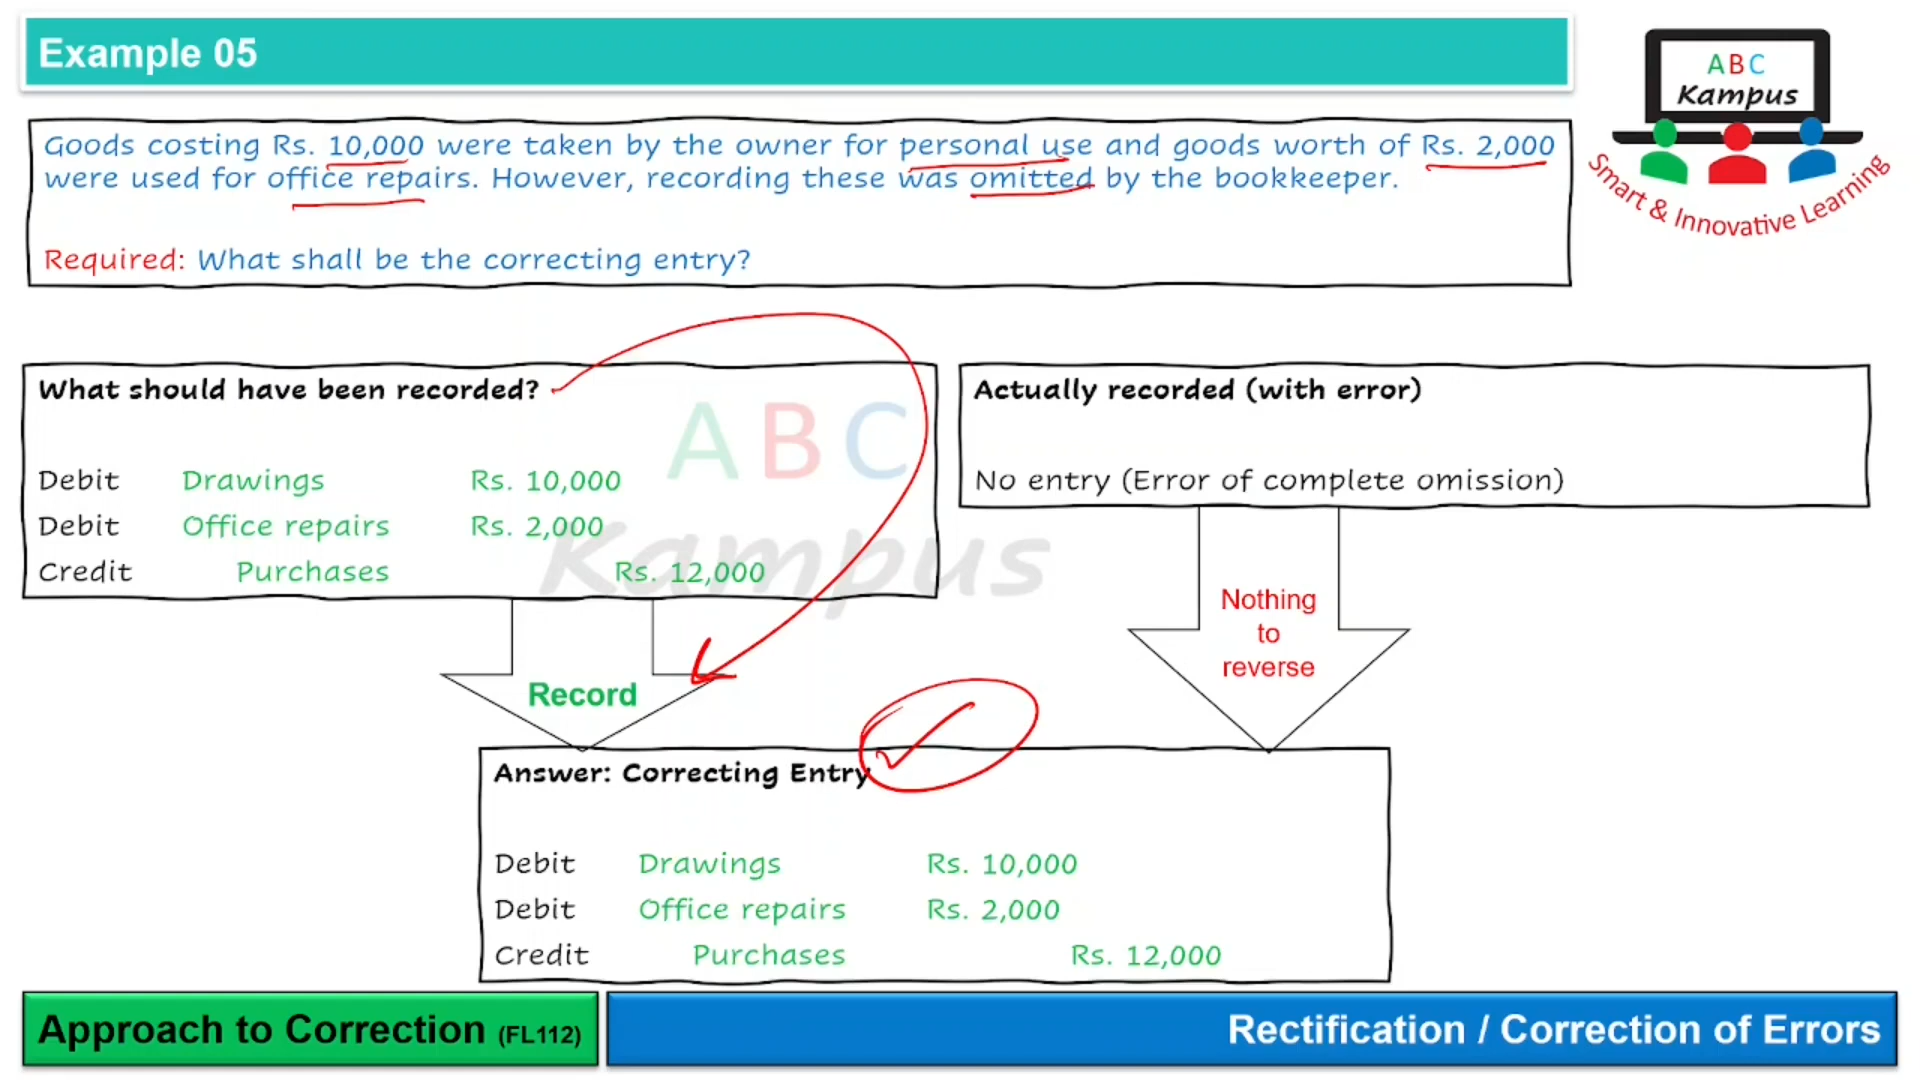 Example 05
ABC
Kampus
Smart & Innovative Learning
Goods costing Rs. 10,000 were taken by the owner for personal use and goods worth of Rs. 2,000
were used for office repairs. However, recording these was omitted by the bookkeeper.
Required: What shall be the correcting entry?
What should have been recorded?
Debit Drawings Rs. 10,000
Debit Office repairs Rs. 2,000
Credit Purchases Rs. 12,000
ABC
Kampus
Actually recorded (with error)
No entry (Error of complete omission)
Record
Nothing
to
reverse
Answer: Correcting Entry
Debit Drawings Rs. 10,000
Debit Office repairs Rs. 2,000
Credit Purchases Rs. 12,000
Approach to Correction (FL112)
Rectification / Correction of Errors